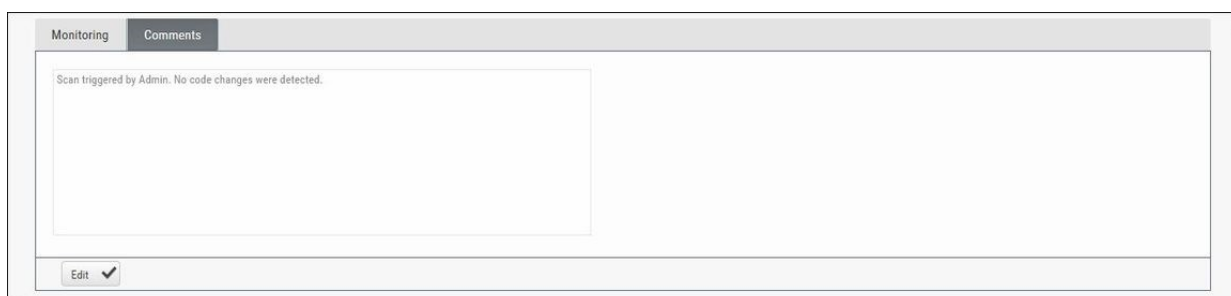 Monitoring Comments
Scan triggered by Admin. No code changes were detected.
Edit